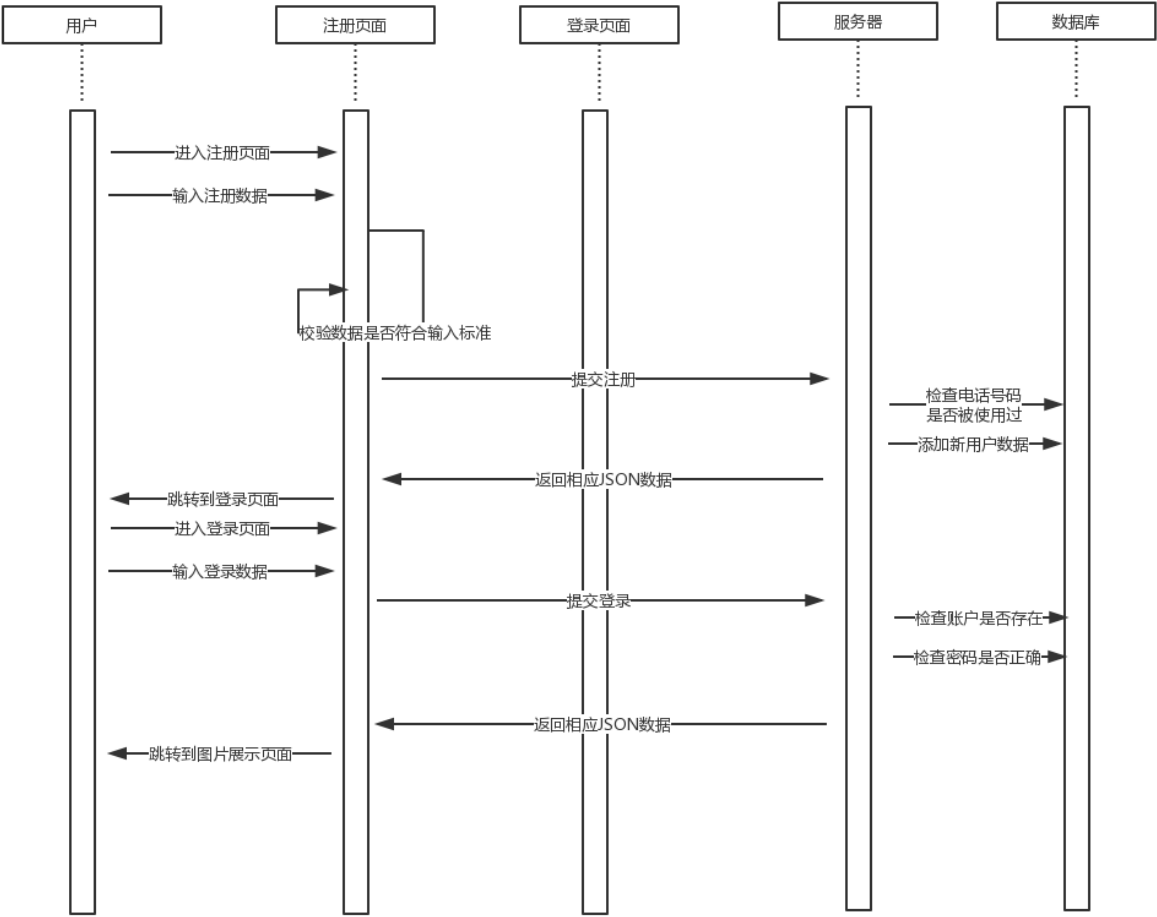 用户
注册页面
登录页面
服务器
数据库
进入注册页面
输入注册数据
校验数据是否符合输入标准
提交注册
检查电话号码
是否被使用过
添加新用户数据
返回相应JSON数据
跳转到登录页面
进入登录页面
输入登录数据
提交登录
检查账户是否存在
检查密码是否正确
返回相应JSON数据
跳转到图片展示页面